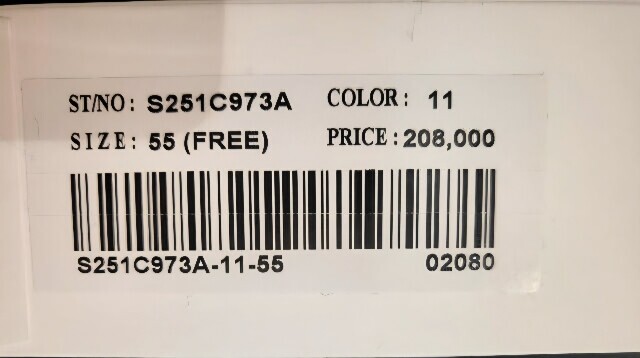 ST/NO: S251C973A COLOR: 11
SIZE: 55 (FREE) PRICE: 208,000
S251C973A-11-55 02080